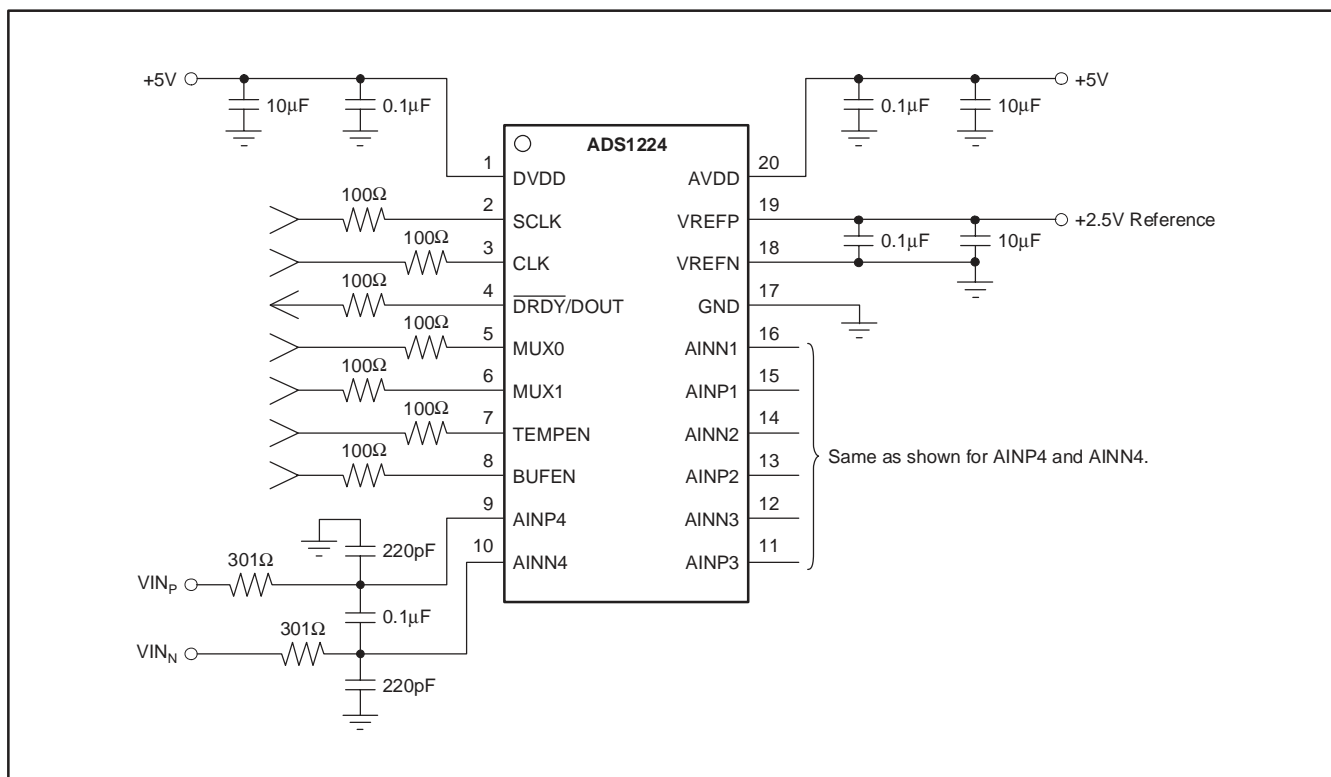 +5V
10µF
0.1µF
0.1µF
10µF
+5V
ADS1224
1
DVDD
AVDD
20
100Ω
2
SCLK
VREFP
19
+2.5V Reference
100Ω
3
CLK
VREFN
18
0.1µF
10µF
100Ω
4
DRDY/DOUT
GND
17
100Ω
5
MUX0
AINN1
16
100Ω
6
MUX1
AINP1
15
100Ω
7
TEMPEN
AINN2
14
100Ω
8
BUFEN
AINP2
13
Same as shown for AINP4 and AINN4.
9
AINP4
AINN3
12
220pF
10
AINN4
AINP3
11
301Ω
VINP
0.1µF
301Ω
VINN
220pF